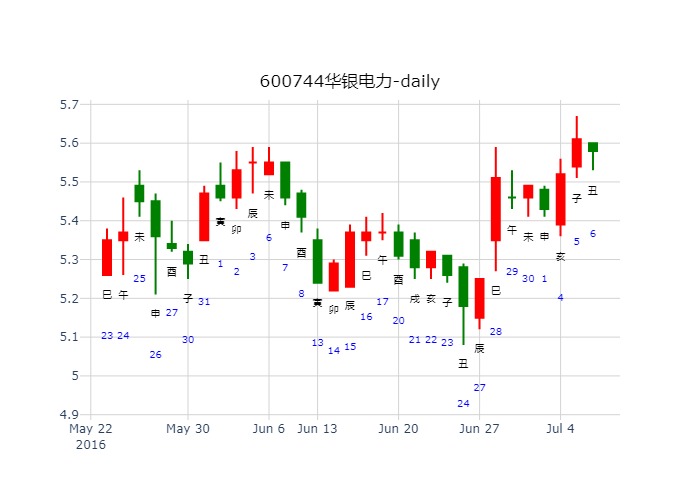 600744华银电力-daily
5.7
5.6
5.5
5.4
5.3
5.2
5.1
5
4.9
巳
23
午
24
未
25
申
26
酉
27
子
30
丑
31
寅
1
卯
2
辰
3
未
6
申
7
酉
8
寅
13
卯
14
辰
15
巳
16
午
17
酉
20
戌
21
亥
22
子
23
丑
24
辰
27
巳
28
午
29
未
30
申
1
亥
4
子
5
丑
6
May 22
2016
May 30
Jun 6
Jun 13
Jun 20
Jun 27
Jul 4